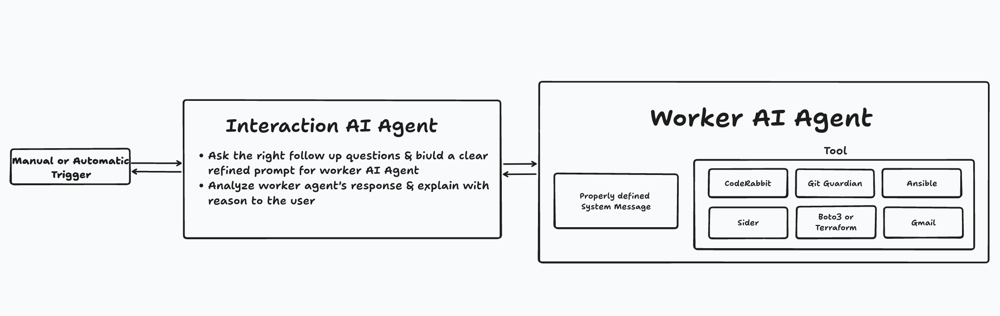 Manual or Automatic
Trigger
Interaction AI Agent
• Ask the right follow up questions & biuld a clear
refined prompt for worker AI Agent
• Analyze worker agent's response & explain with
reason to the user
Worker AI Agent
Properly defined
System Message
Tool
CodeRabbit
Git Guardian
Ansible
Sider
Boto3 or
Terraform
Gmail